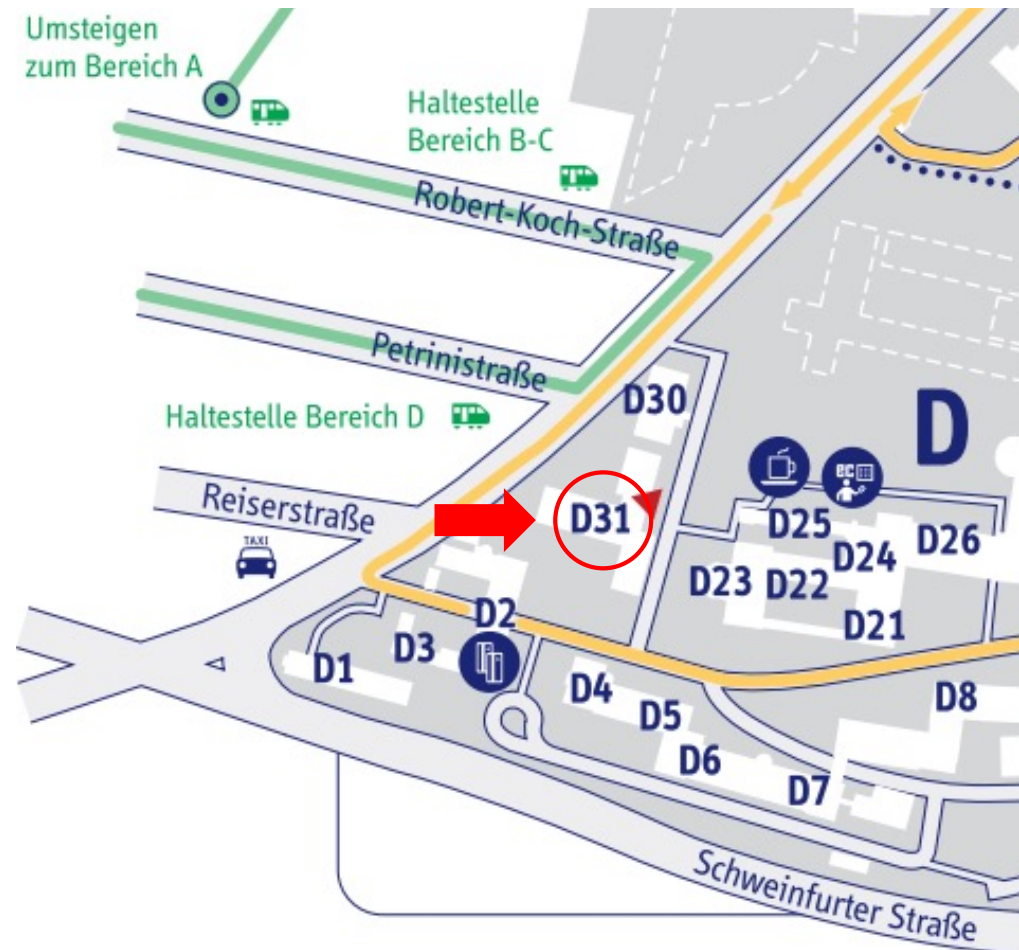 Umsteigen
zum Bereich A
Haltestelle
Bereich B-C
Robert-Koch-Straße
Petrinistraße
Haltestelle Bereich D
D30
D
Reiserstraße
TAXI
D31
EC
D25
D26
D24
D23
D22
D21
D2
D3
D1
D4
D5
D6
D7
D8
Schweinfurter Straße